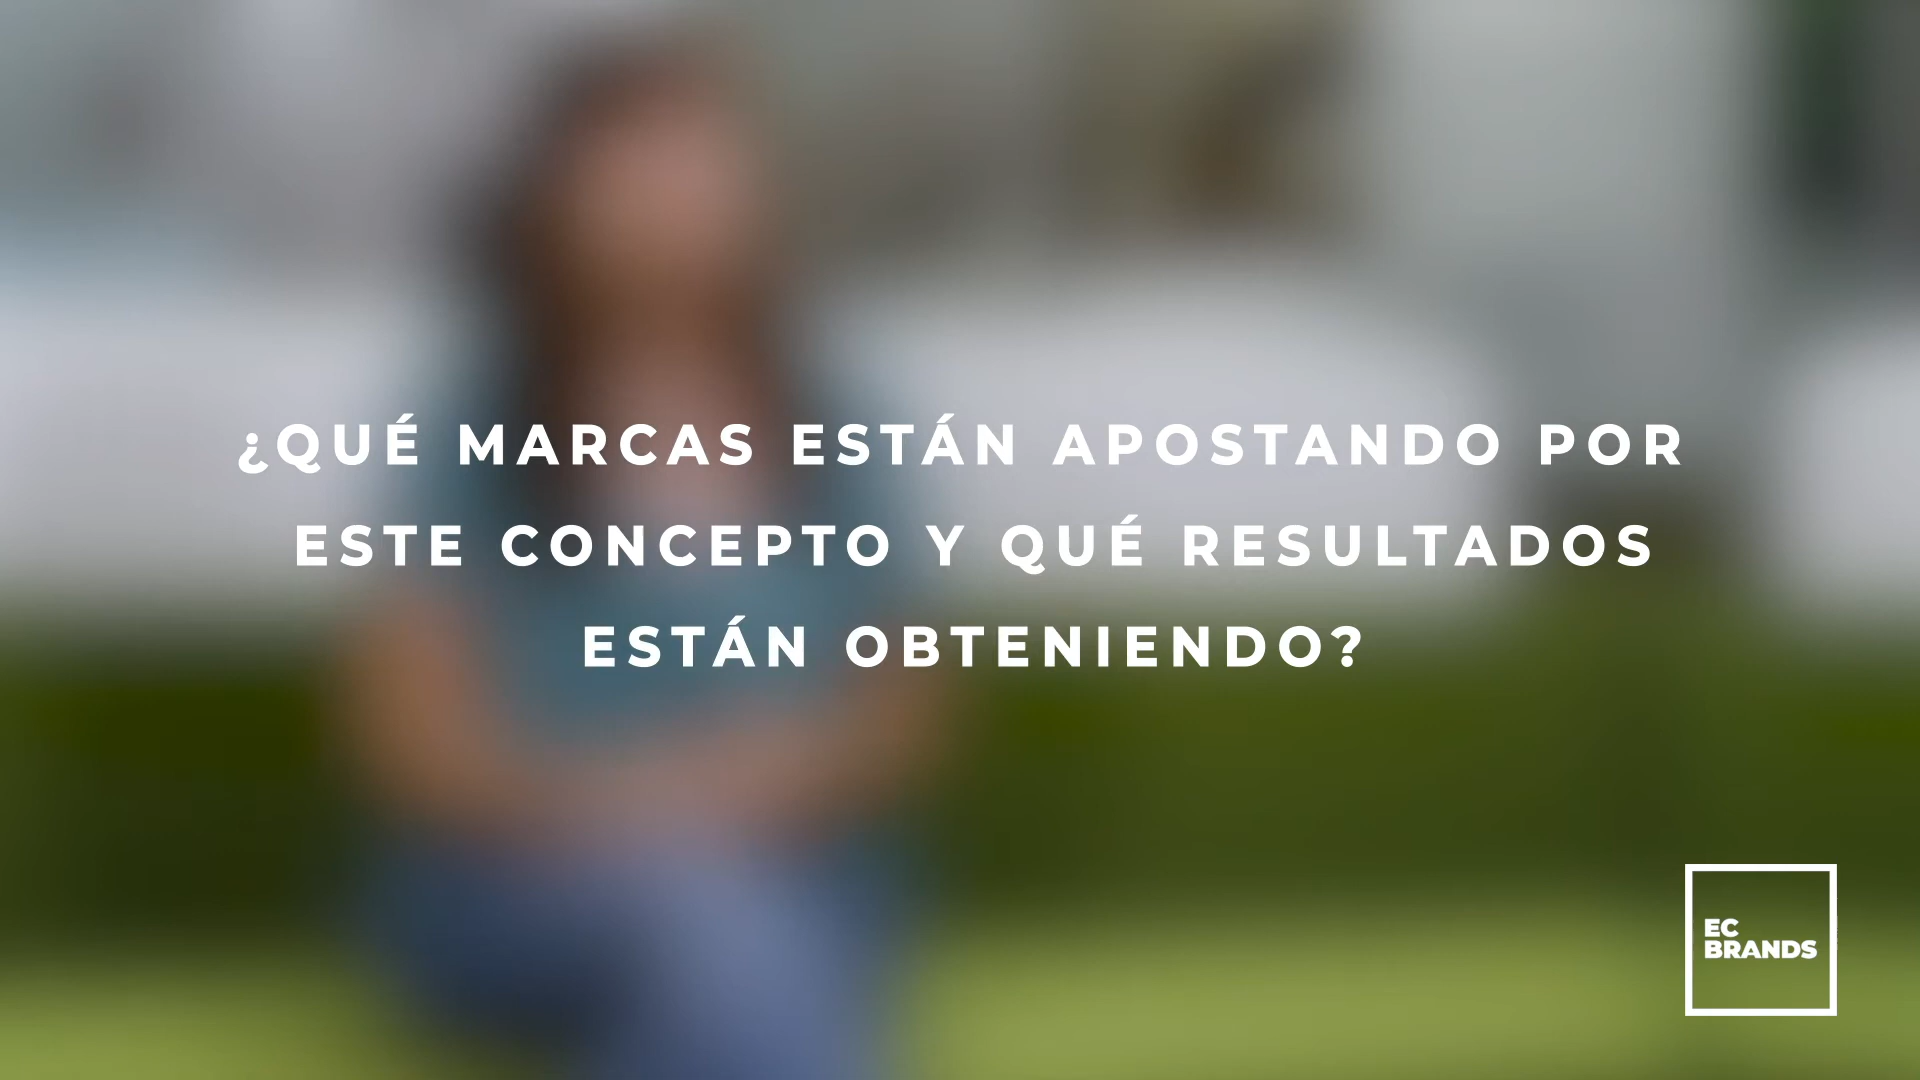 ¿QUÉ MARCAS ESTÁN APOSTANDO POR
ESTE CONCEPTO Y QUÉ RESULTADOS
ESTÁN OBTENIENDO?
EC
BRANDS